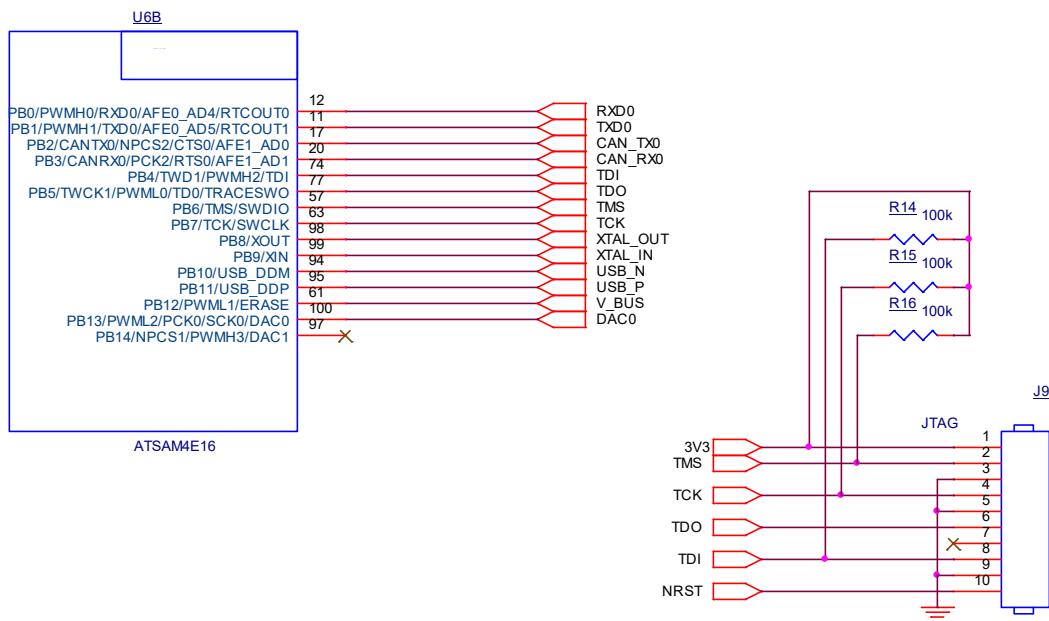 U6B
12
PB0/PWMH0/RXD0/AFE0_AD4/RTCOUT0
RXD0
11
PB1/PWMH1/TXD0/AFE0_AD5/RTCOUT1
TXD0
17
PB2/CANTX0/NPCS2/CTS0/AFE1_AD0
CAN_TX0
20
PB3/CANRX0/PCK2/RTS0/AFE1_AD1
CAN_RX0
74
PB4/TWD1/PWMH2/TDI
TDI
77
PB5/TWCK1/PWML0/TD0/TRACESWO
TDO
57
PB6/TMS/SWDIO
TMS
63
PB7/TCK/SWCLK
TCK
98
PB8/XOUT
XTAL_OUT
99
PB9/XIN
XTAL_IN
94
PB10/USB_DDM
USB_N
95
PB11/USB_DDP
USB_P
61
PB12/PWML1/ERASE
V_BUS
100
PB13/PWML2/PCK0/SCK0/DAC0
DAC0
97
PB14/NPCS1/PWMH3/DAC1
ATSAM4E16
R14 100k
R15 100k
R16 100k
J9
JTAG
3V3 1
TMS 2
3
TCK 4
5
TDO 6
7
TDI 8
9
NRST 10